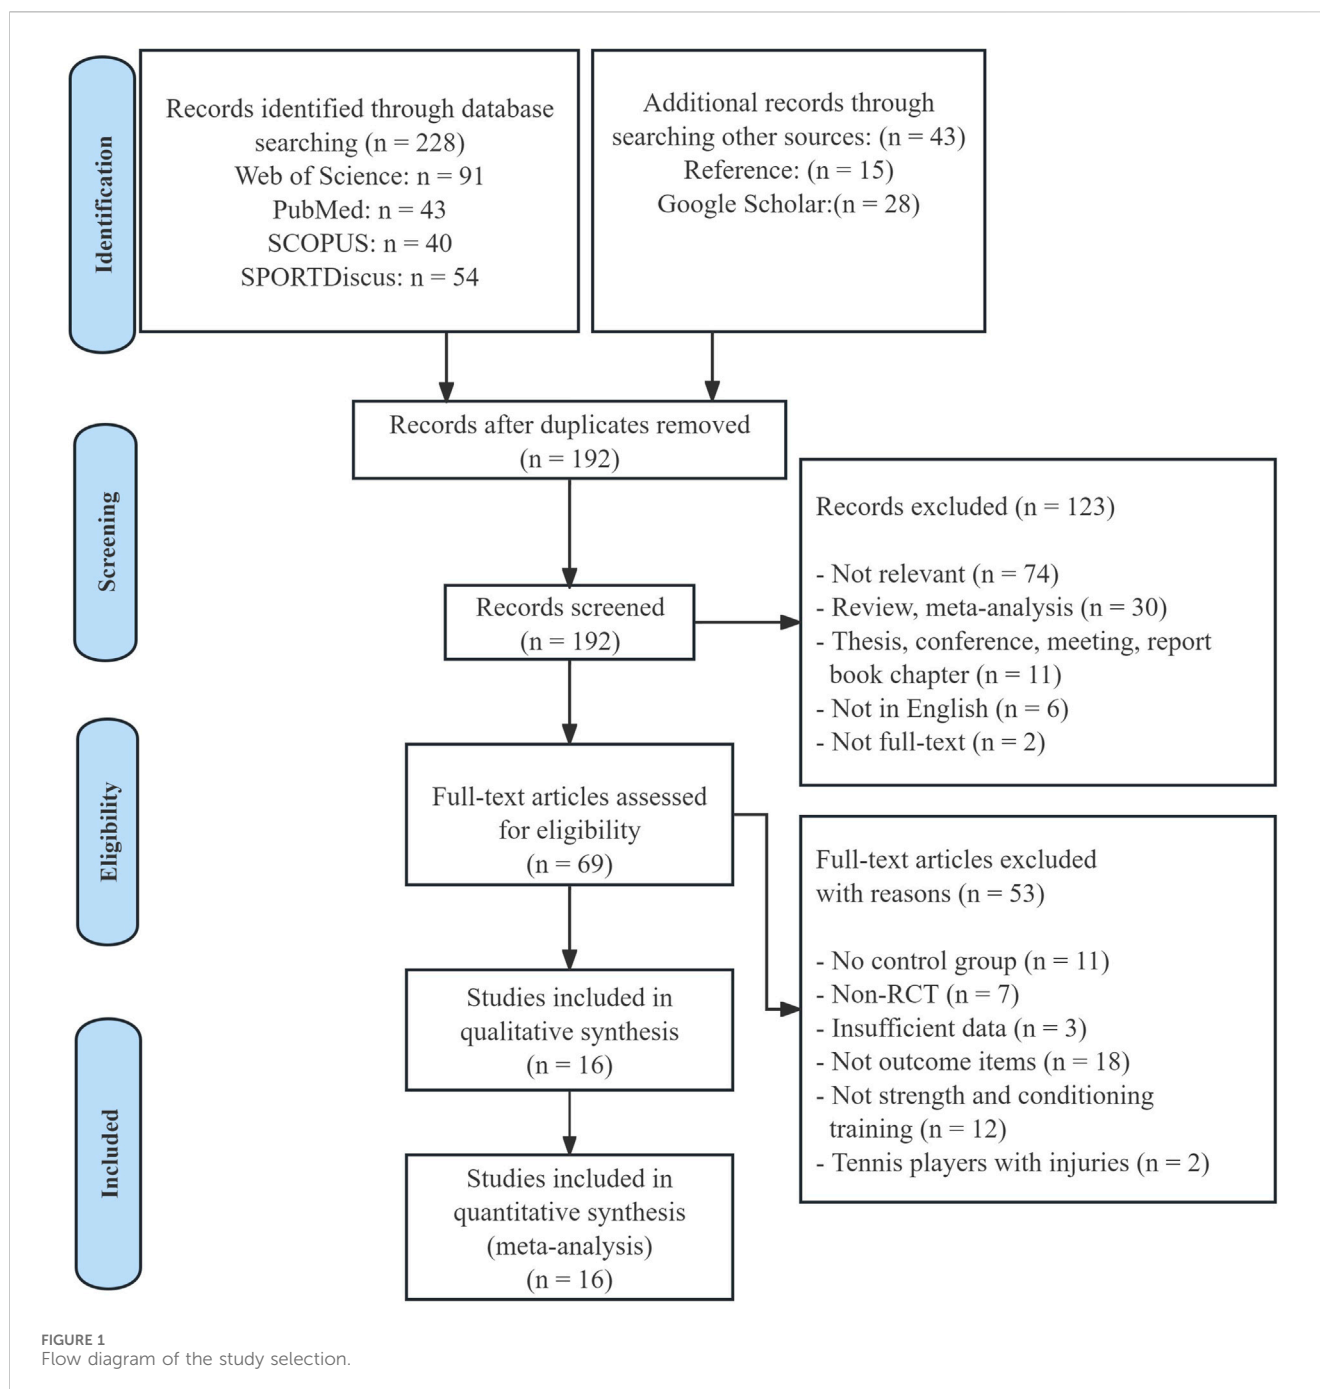 Identification
Records identified through database
searching (n = 228)
Web of Science: n = 91
PubMed: n = 43
SCOPUS: n = 40
SPORTDiscus: n = 54
Additional records through
searching other sources: (n = 43)
Reference: (n = 15)
Google Scholar:(n = 28)
Screening
Records after duplicates removed
(n = 192)
Records screened
(n = 192)
Records excluded (n = 123)
- Not relevant (n = 74)
- Review, meta-analysis (n = 30)
- Thesis, conference, meeting, report
book chapter (n = 11)
- Not in English (n = 6)
- Not full-text (n = 2)
Eligibility
Full-text articles assessed
for eligibility
(n = 69)
Full-text articles excluded
with reasons (n = 53)
- No control group (n = 11)
- Non-RCT (n = 7)
- Insufficient data (n = 3)
- Not outcome items (n = 18)
- Not strength and conditioning
training (n = 12)
- Tennis players with injuries (n = 2)
Included
Studies included in
qualitative synthesis
(n = 16)
Studies included in
quantitative synthesis
(meta-analysis)
(n = 16)
FIGURE 1
Flow diagram of the study selection.